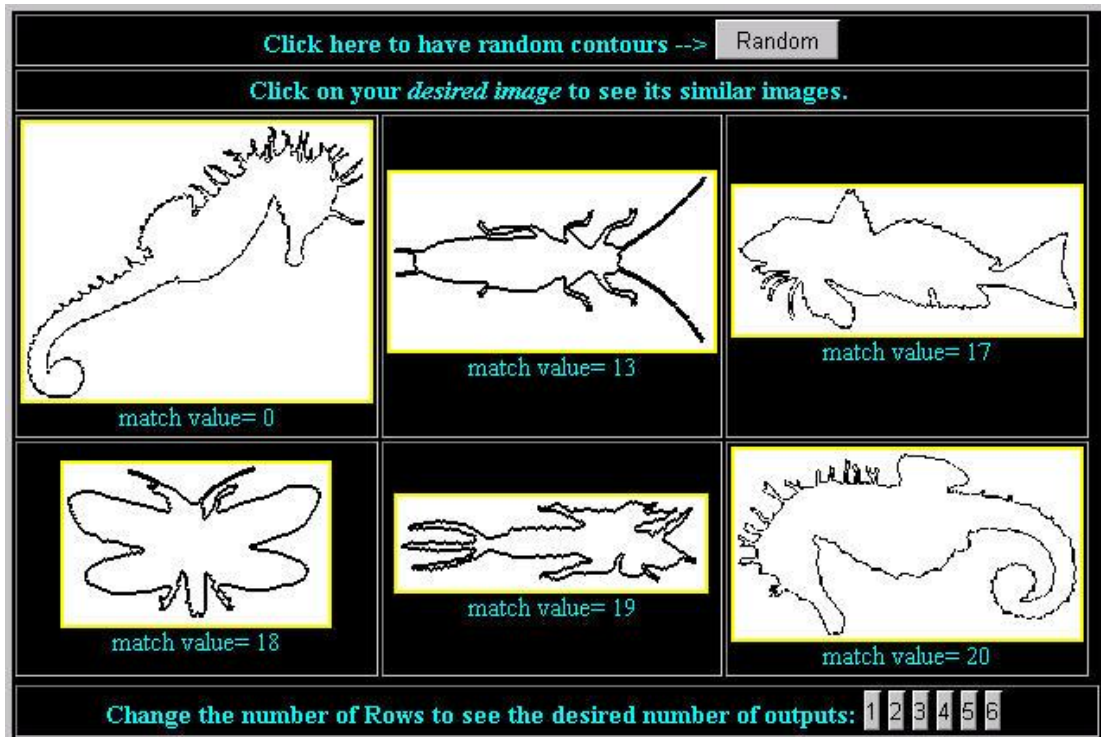 Click here to have random contours --> Random
Click on your desired image to see its similar images.
match value= 0
match value= 13
match value= 17
match value= 18
match value= 19
match value= 20
Change the number of Rows to see the desired number of outputs: 1 2 3 4 5 6